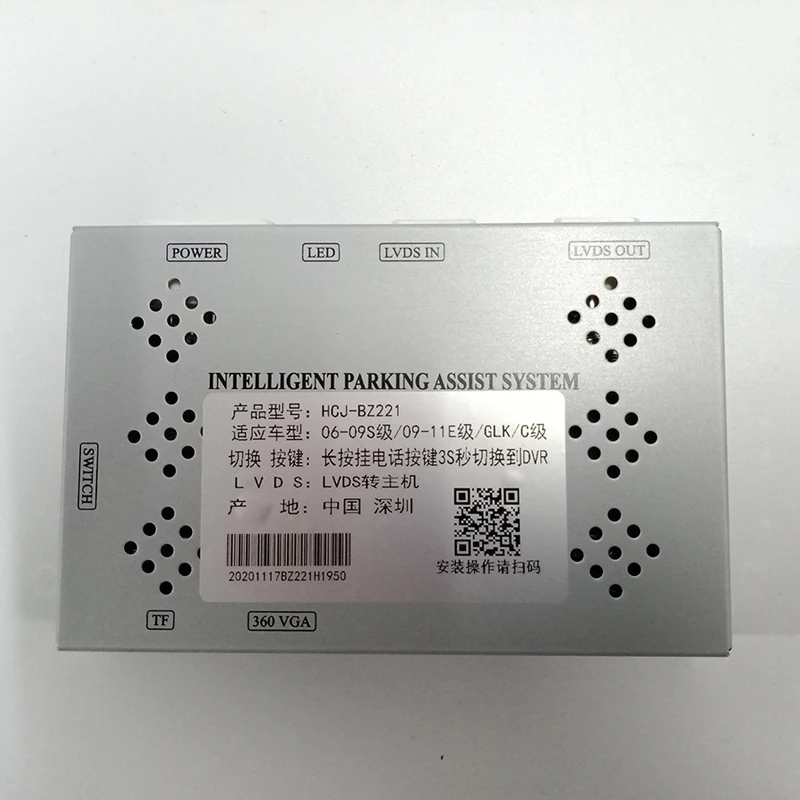 POWER
LED
LVDS IN
LVDS OUT
INTELLIGENT PARKING ASSIST SYSTEM
产品型号：HCJ-BZ221
适应车型：06-09S级/09-11E级/GLK/C级
切换 按键：长按挂电话按键3S秒切换到DVR
L V D S：LVDS转主机
产 地：中国 深圳
SWITCH
20201117BZ221H1950
安装操作请扫码
TF
360 VGA